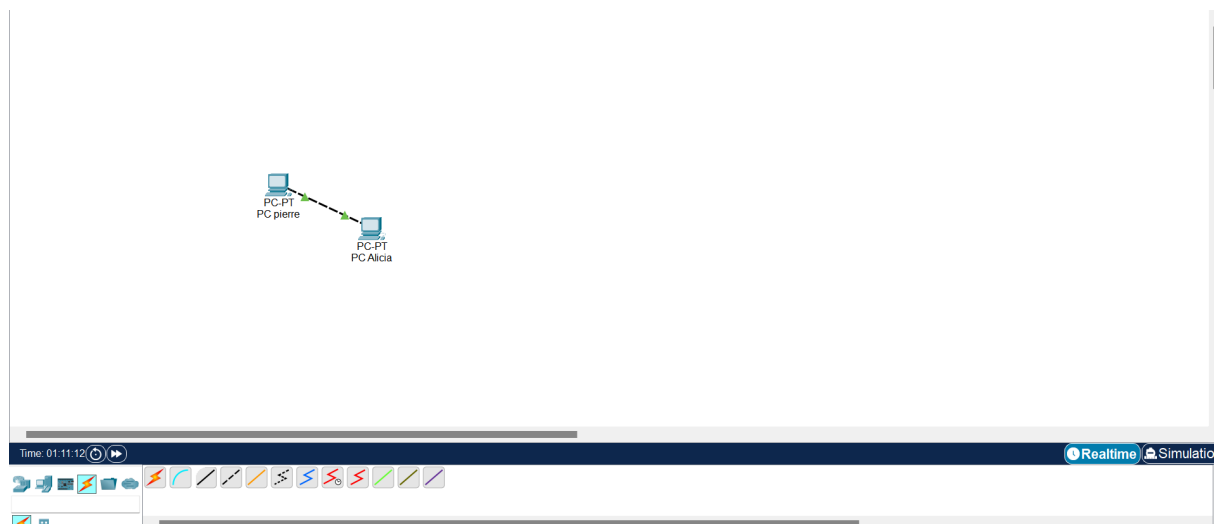 PC-PT
PC pierre
PC-PT
PC Alicia
Time: 01:11:12
Realtime
Simulatio